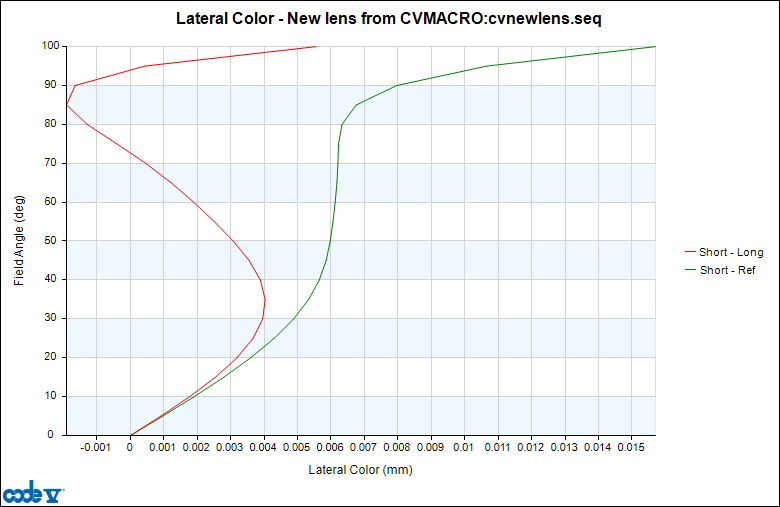 Lateral Color - New lens from CVMACRO:cvnewlens.seq
100
90
80
70
60
50
40
30
20
10
0
Field Angle (deg)
-0.001 0 0.001 0.002 0.003 0.004 0.005 0.006 0.007 0.008 0.009 0.01 0.011 0.012 0.013 0.014 0.015
Lateral Color (mm)
Short - Long
Short - Ref
code V